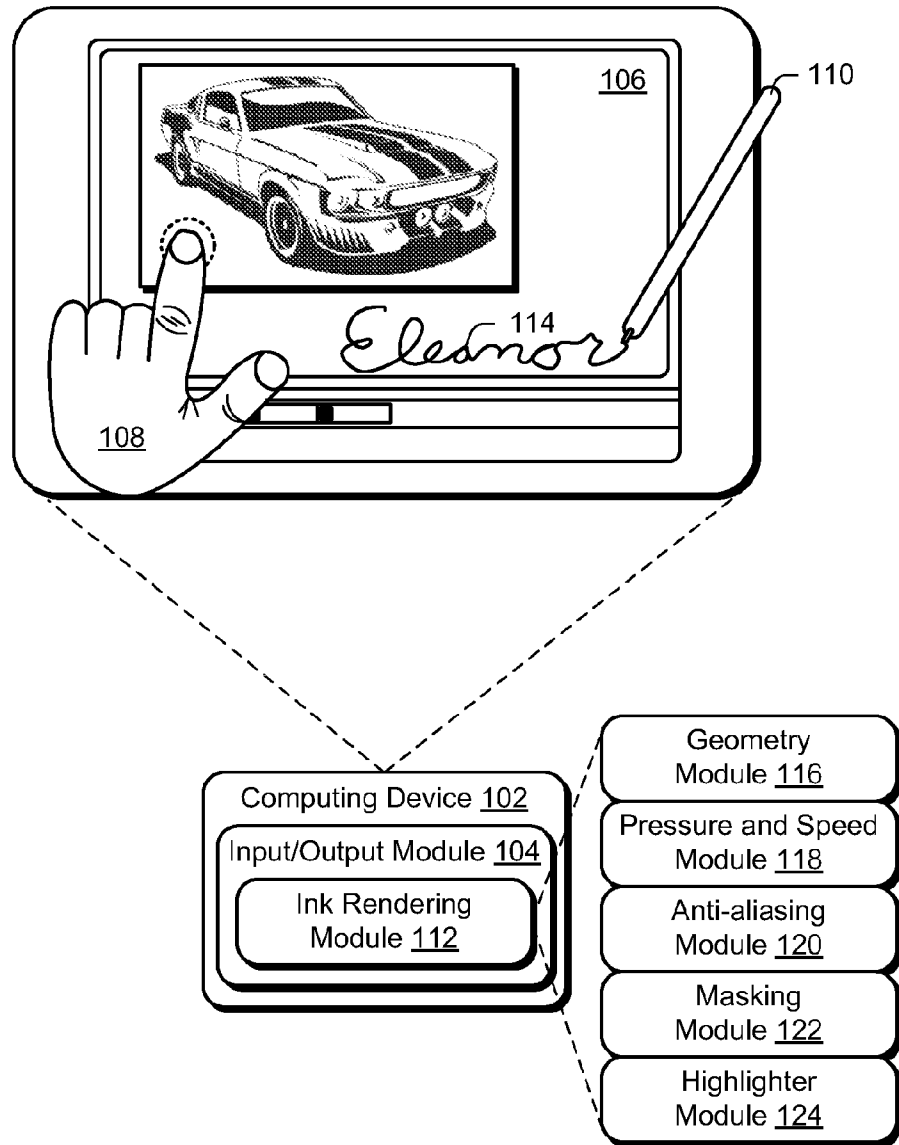 106
110
Eleanor
114
108
Computing Device 102
Input/Output Module 104
Ink Rendering
Module 112
Geometry
Module 116
Pressure and Speed
Module 118
Anti-aliasing
Module 120
Masking
Module 122
Highlighter
Module 124